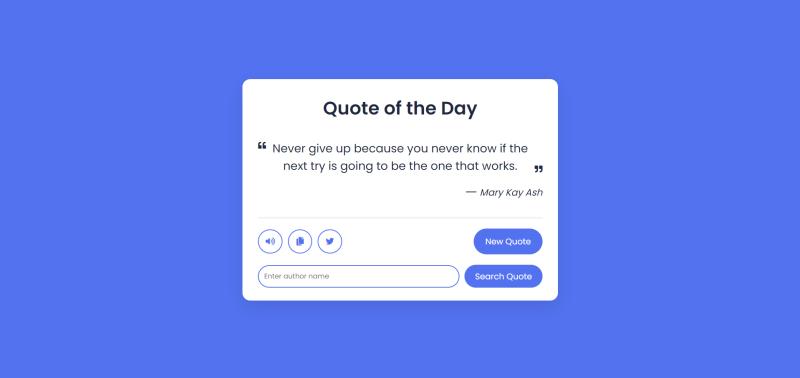 Quote of the Day
“ Never give up because you never know if the
next try is going to be the one that works. ”
— Mary Kay Ash
New Quote
Enter author name
Search Quote